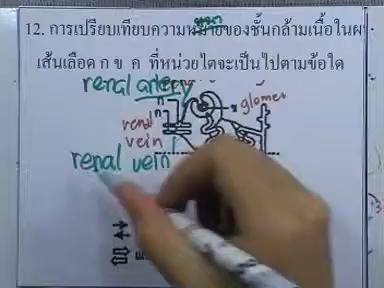 12. การเปรียบเทียบความหนาของชั้นกล้ามเนื้อในผ
เส้นเลือด ก ข ค ที่หน่วยไตจะเป็นไปตามข้อใด
renal artery
glomer
renal
vein
renal vein